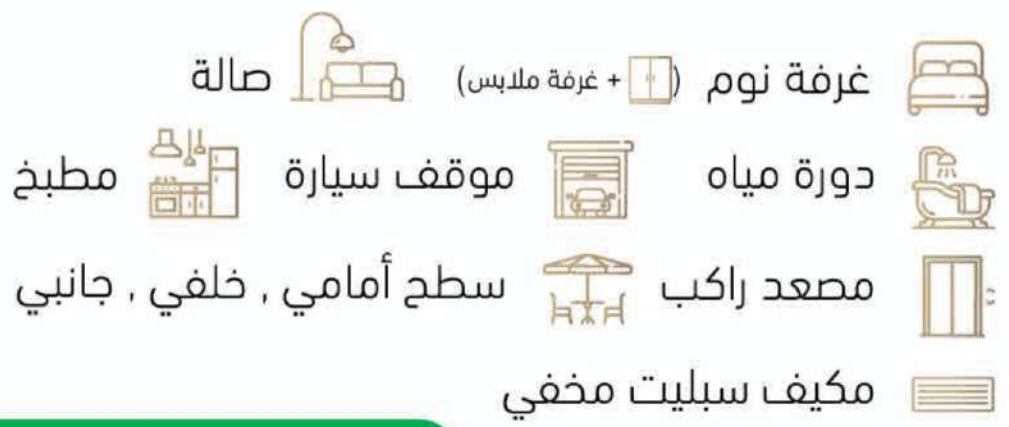 غرفة نوم ( + غرفة ملابس) صالة
دورة مياه موقف سيارة مطبخ
مصعد راكب سطح أمامي , خلفي , جانبي
مكيف سبليت مخفي